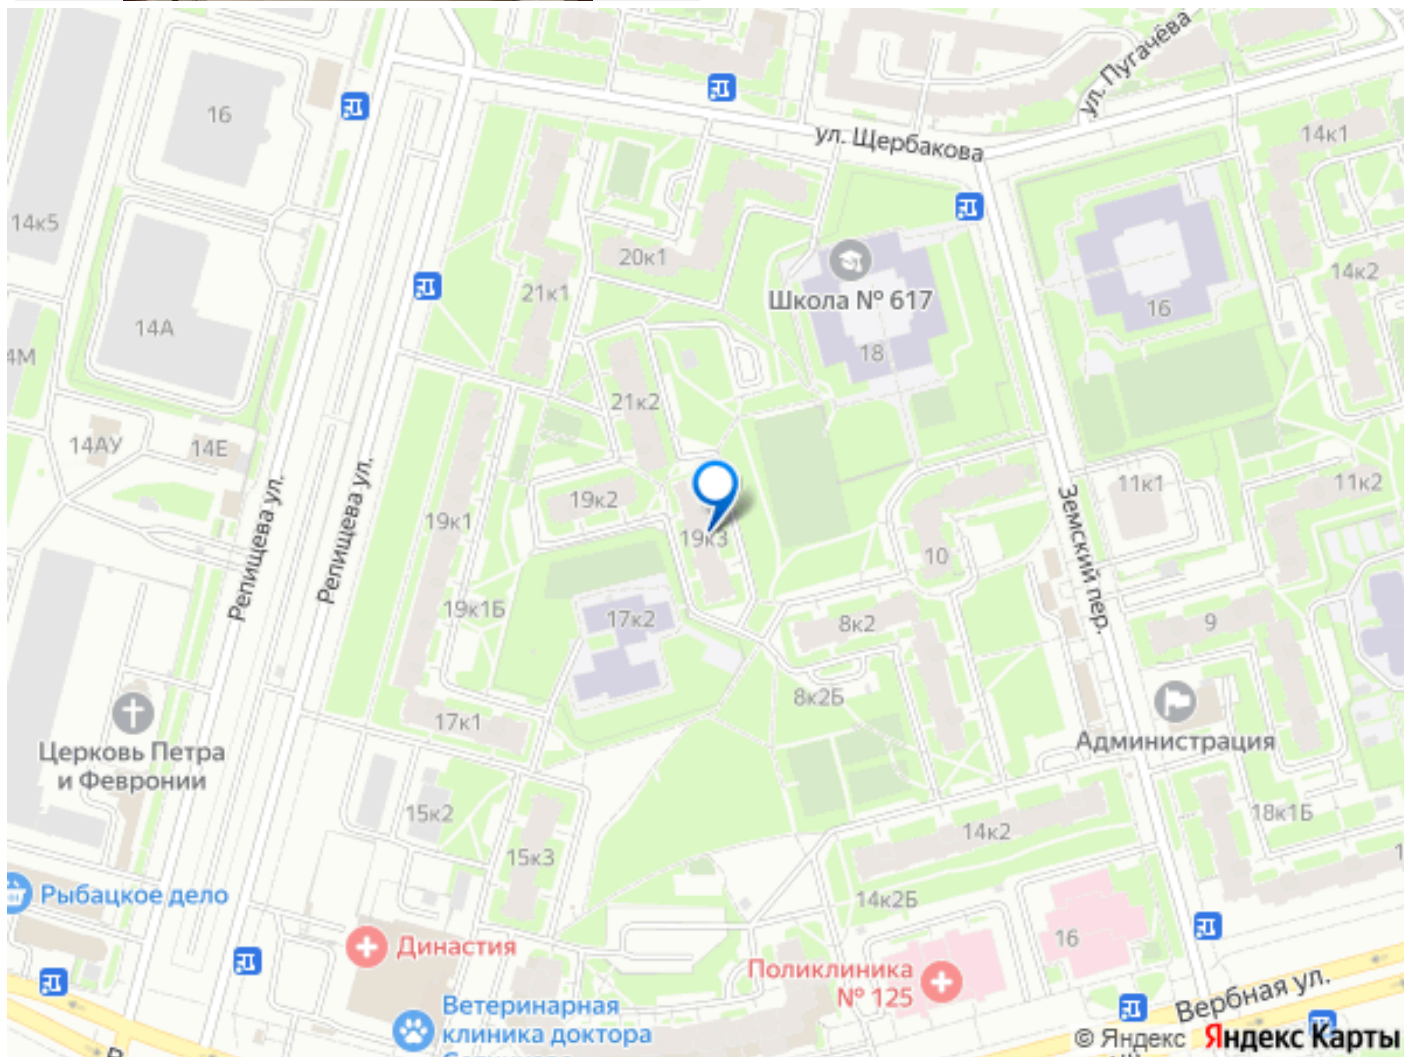 ул. Пугачёва
16
ул. Щербакова
14к1
14к5
20к1
Школа № 617
14к2
21к1
16
14А
18
4М
21к2
14АУ
14Е
19к2
11к1
11к2
19к1
Репищева ул.
Репищева ул.
19к3
Земский пер.
10
19к1Б
17к2
8к2
9
8к2Б
17к1
Церковь Петра
и Февронии
Администрация
15к2
14к2
18к1Б
15к3
Рыбацкое дело
14к2Б
Династия
16
Поликлиника
№ 125
Вербная ул.
Ветеринарная
клиника доктора
© Яндекс Яндекс Карты